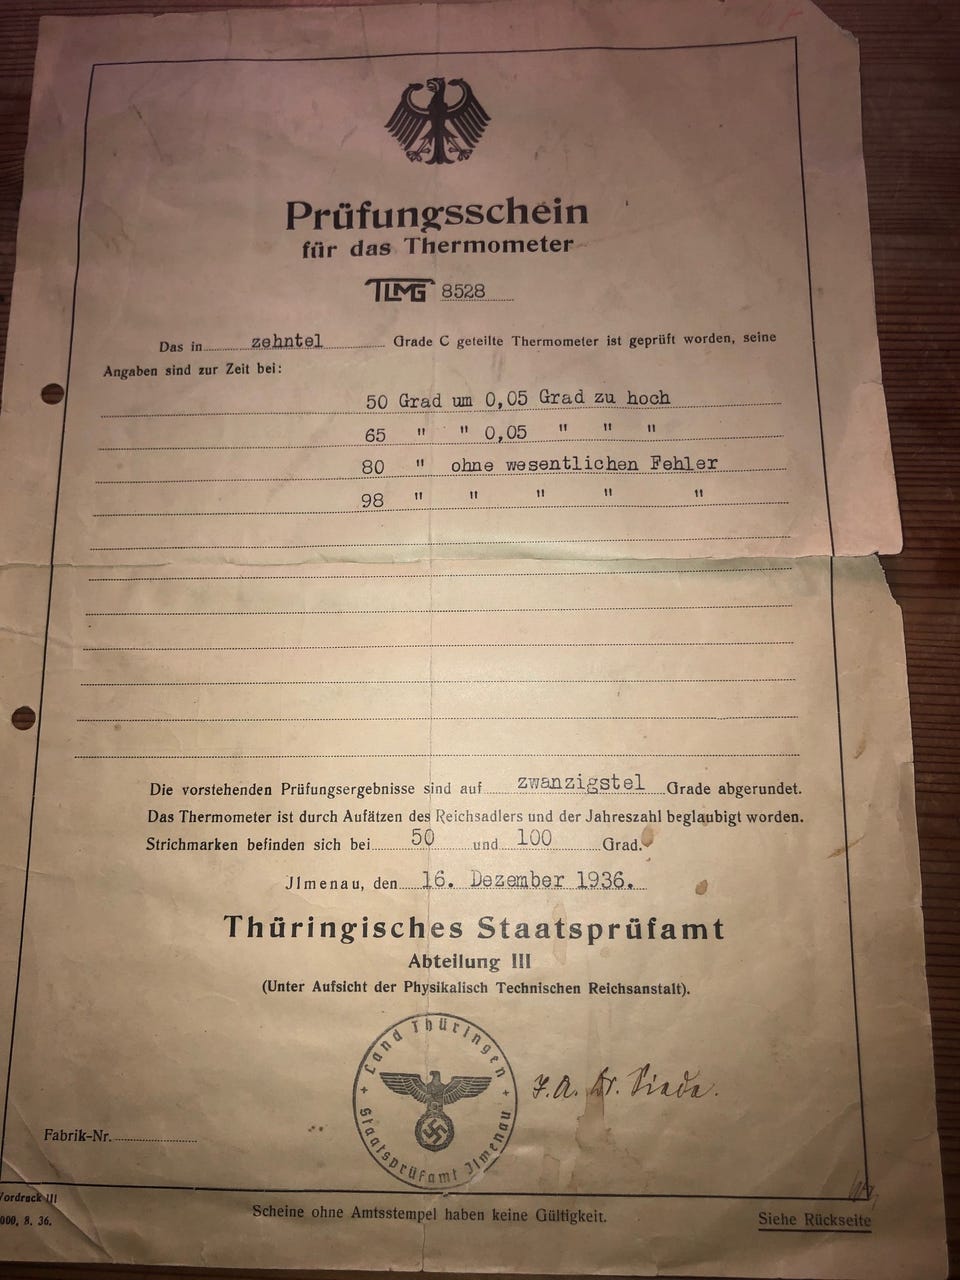 Prüfungsschein
für das Thermometer
TLMG 8528
Das in zehntel Grade C geteilte Thermometer ist geprüft worden, seine
Angaben sind zur Zeit bei:
50 Grad um 0,05 Grad zu hoch
65 " " 0,05 " " "
80 " ohne wesentlichen Fehler
98 " " " " "
Die vorstehenden Prüfungsergebnisse sind auf zwanzigstel Grade abgerundet.
Das Thermometer ist durch Aufätzen des Reichsadlers und der Jahreszahl beglaubigt worden.
Strichmarken befinden sich bei 50 und 100 Grad.
Jlmenau, den 16. Dezember 1936.
Thüringisches Staatsprüfamt
Abteilung III
(Unter Aufsicht der Physikalisch Technischen Reichsanstalt).
Land Thüringen
Staatsprüfamt Jlmenau
J.A. Dr.
Fabrik-Nr.
Vordruck III
000, 8. 36.
Scheine ohne Amtsstempel haben keine Gültigkeit.
Siehe Rückseite